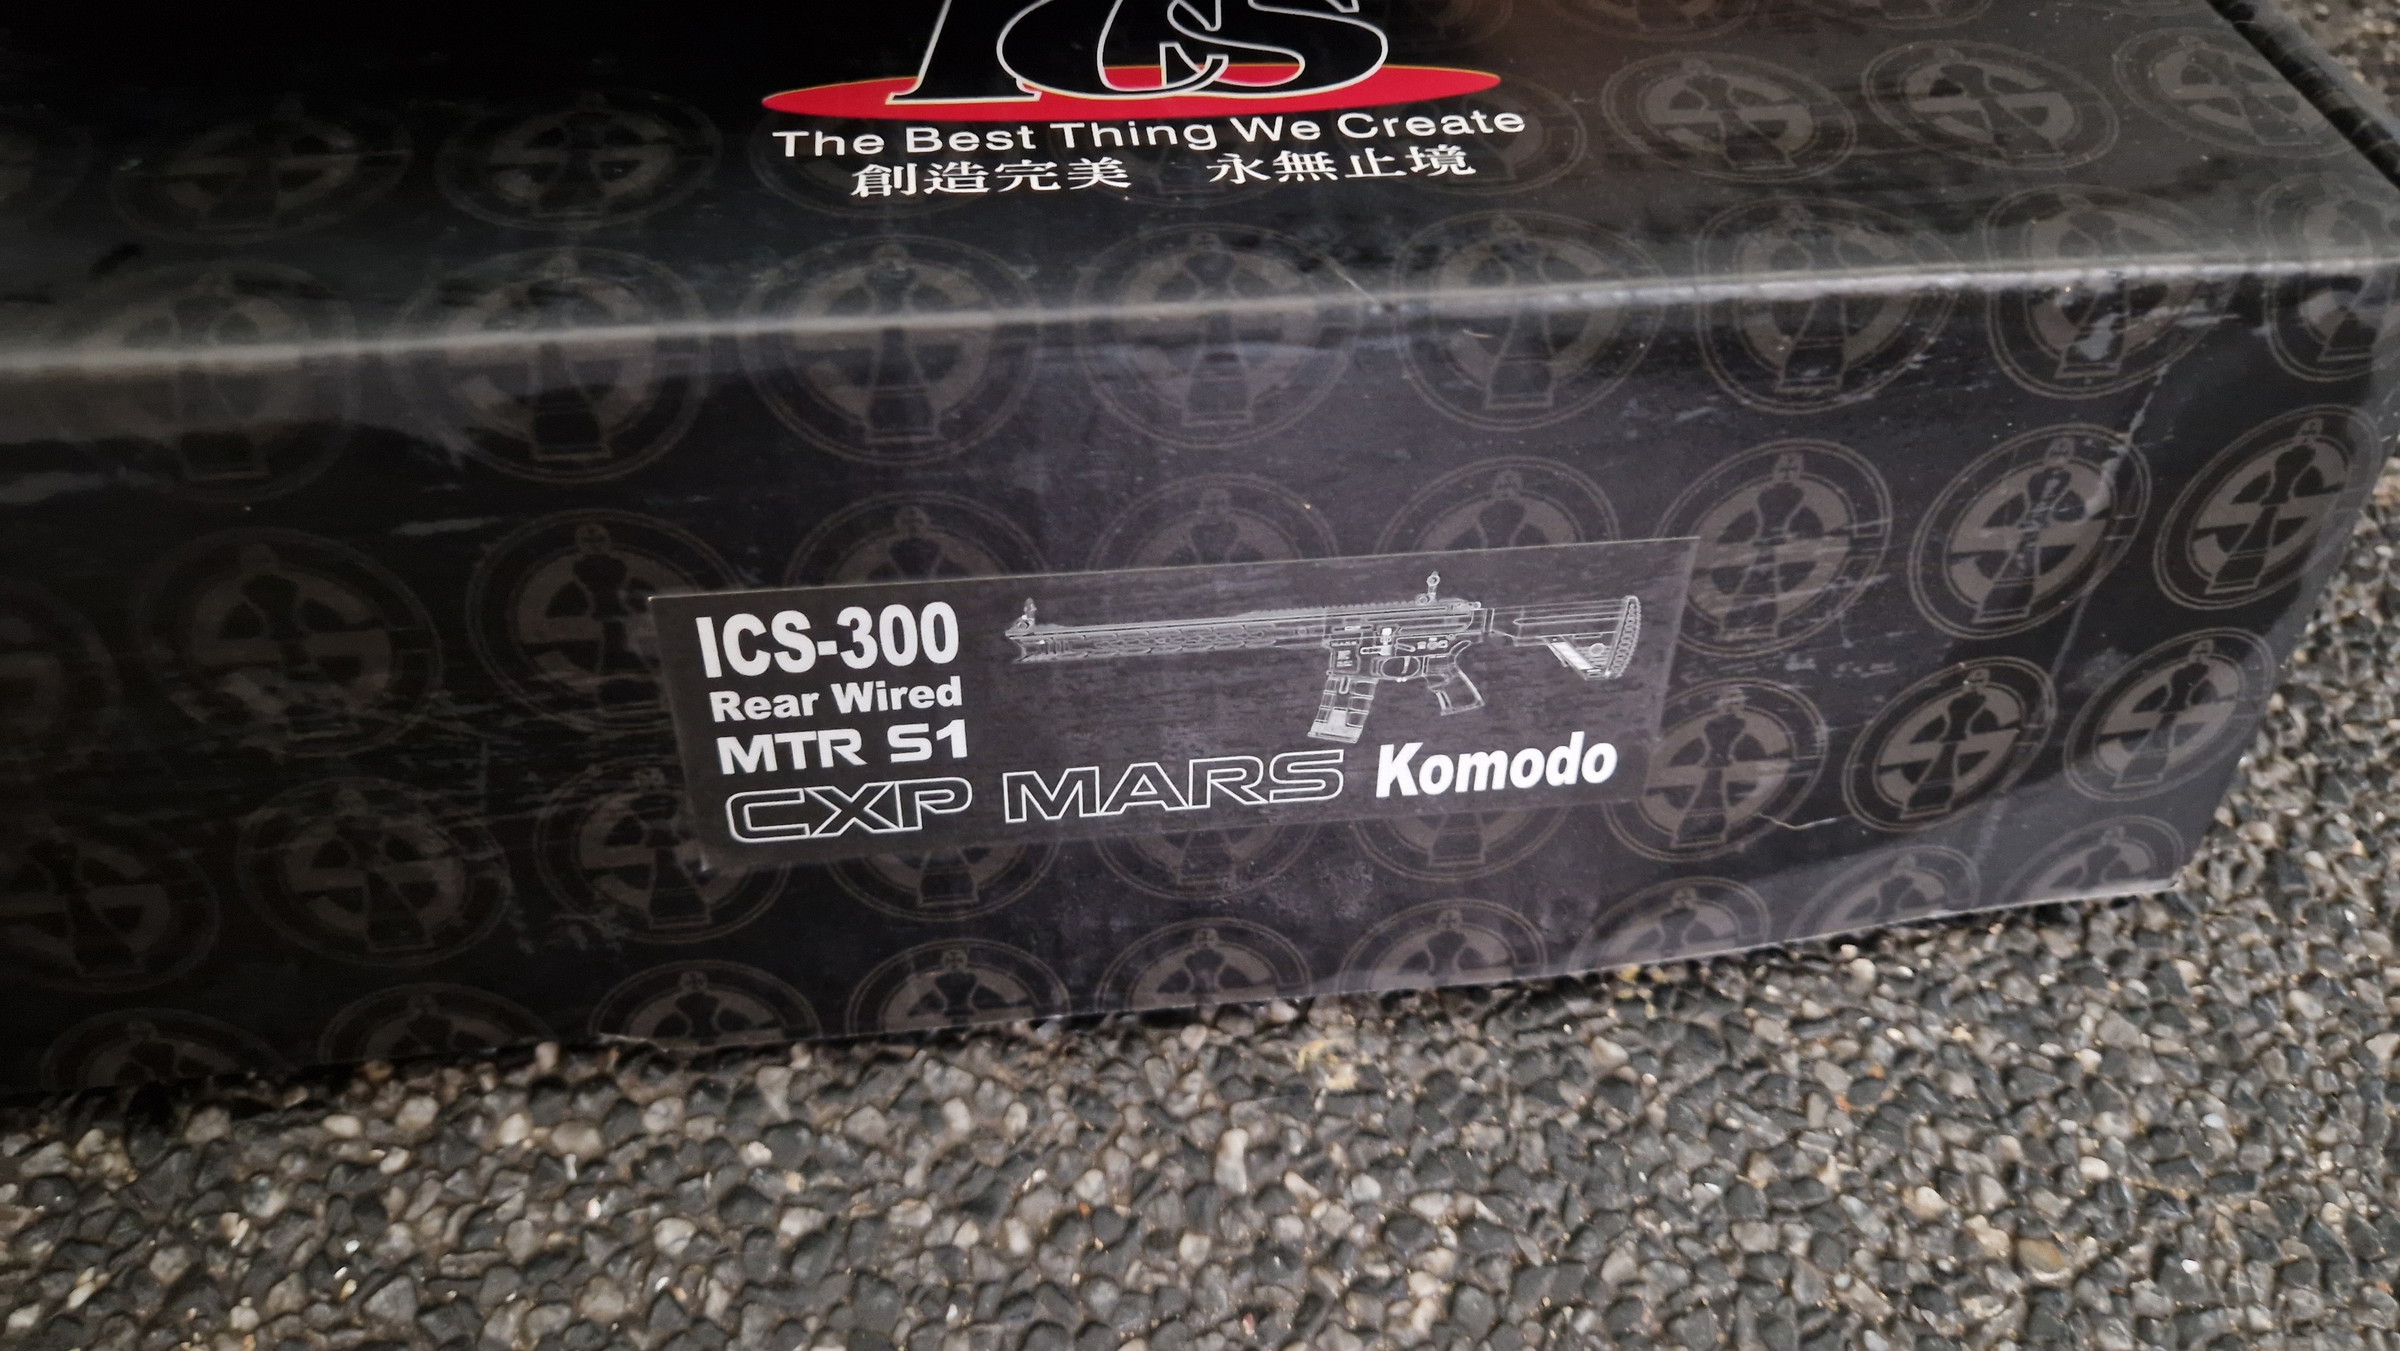 ICS
The Best Thing We Create
創造完美 永無止境
ICS-300
Rear Wired
MTR S1
CXP MARS Komodo